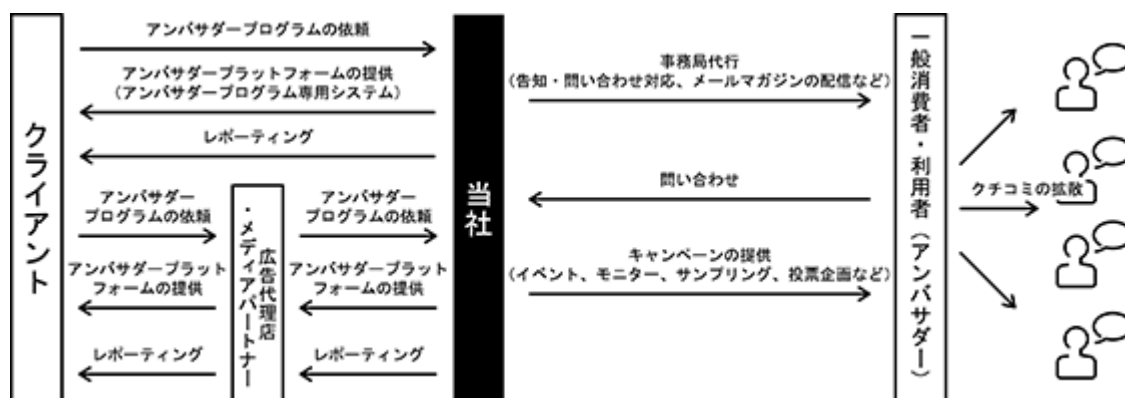 クライアント
アンバサダープログラムの依頼
アンバサダープラットフォームの提供
(アンバサダープログラム専用システム)
レポーティング
アンバサダー
プログラムの依頼
アンバサダープラット
フォームの提供
レポーティング
広告代店
・メディアパートナー
アンバサダー
プログラムの依頼
アンバサダープラット
フォームの提供
レポーティング
当社
事務局代行
(告知・問い合わせ対応、メールマガジンの配信など)
問い合わせ
キャンペーンの提供
(イベント、モニター、サンプリング、投票企画など)
一般消費者・利用者(アンバサダー)
クチコミの拡散